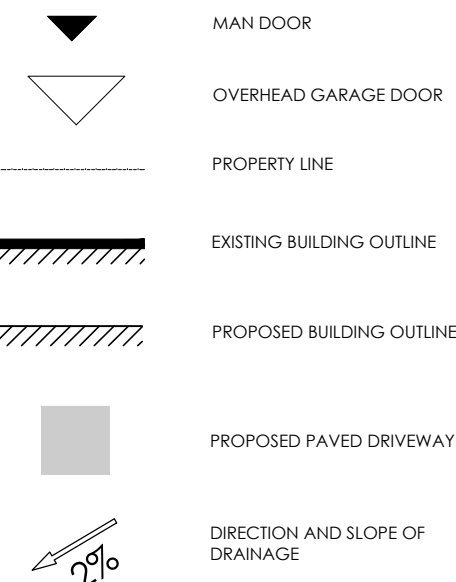 MAN DOOR
OVERHEAD GARAGE DOOR
PROPERTY LINE
EXISTING BUILDING OUTLINE
PROPOSED BUILDING OUTLINE
PROPOSED PAVED DRIVEWAY
2%
DIRECTION AND SLOPE OF
DRAINAGE